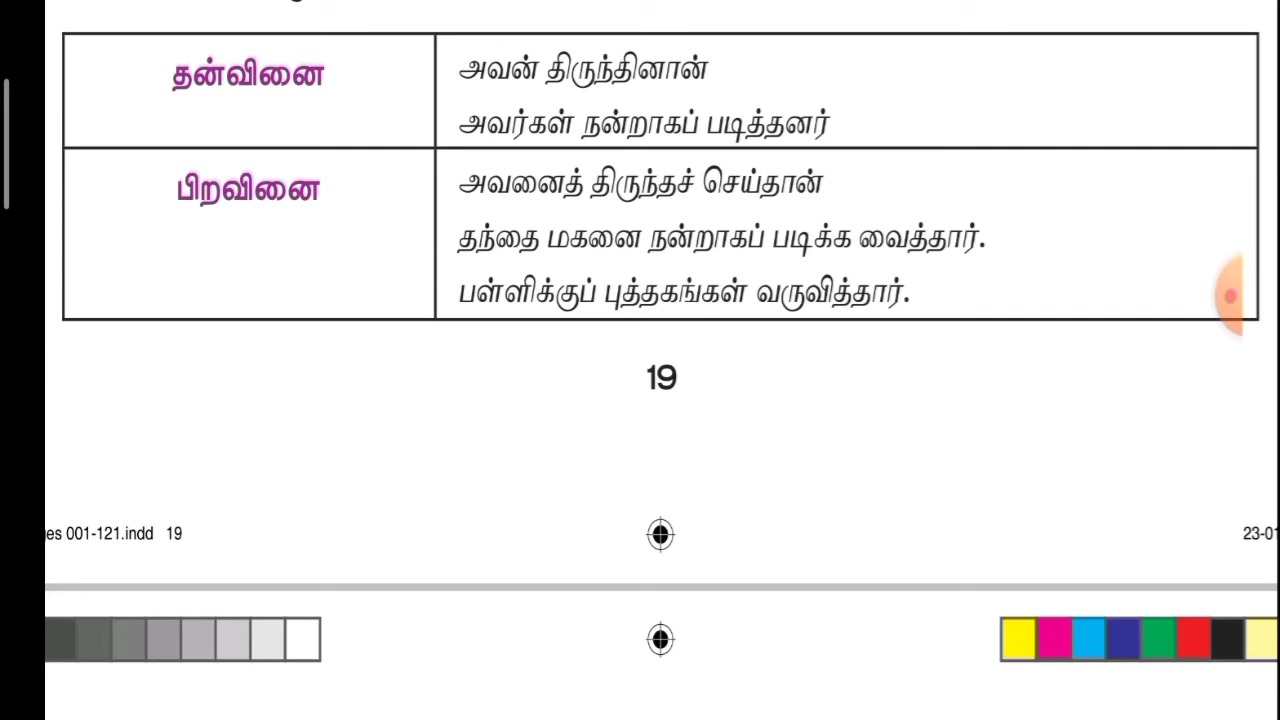 தன்வினை
அவன் திருந்தினான்
அவர்கள் நன்றாகப் படித்தனர்
பிறவினை
அவனைத் திருந்தச் செய்தான்
தந்தை மகனை நன்றாகப் படிக்க வைத்தார்.
பள்ளிக்குப் புத்தகங்கள் வருவித்தார்.
19
es 001-121.indd 19
23-01